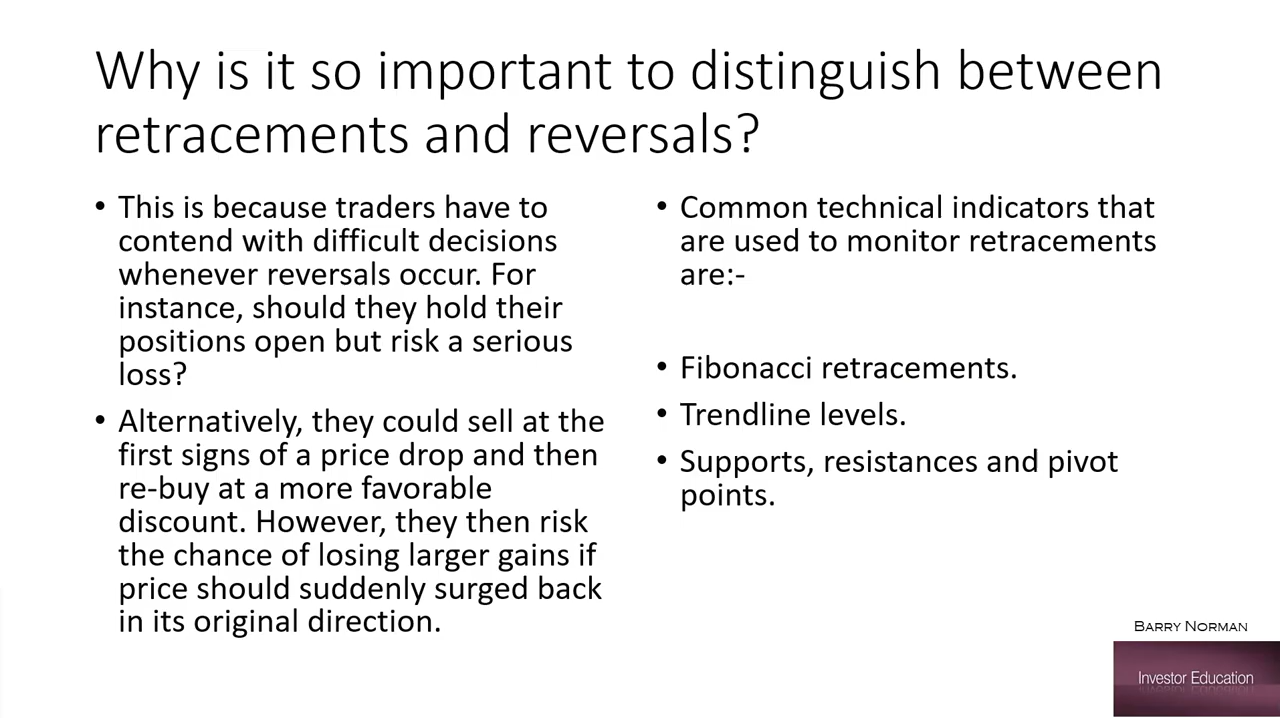 Why is it so important to distinguish between
retracements and reversals?
• This is because traders have to
contend with difficult decisions
whenever reversals occur. For
instance, should they hold their
positions open but risk a serious
loss?
• Alternatively, they could sell at the
first signs of a price drop and then
re-buy at a more favorable
discount. However, they then risk
the chance of losing larger gains if
price should suddenly surged back
in its original direction.
• Common technical indicators that
are used to monitor retracements
are:-
• Fibonacci retracements.
• Trendline levels.
• Supports, resistances and pivot
points.
BARRY NORMAN
Investor Education